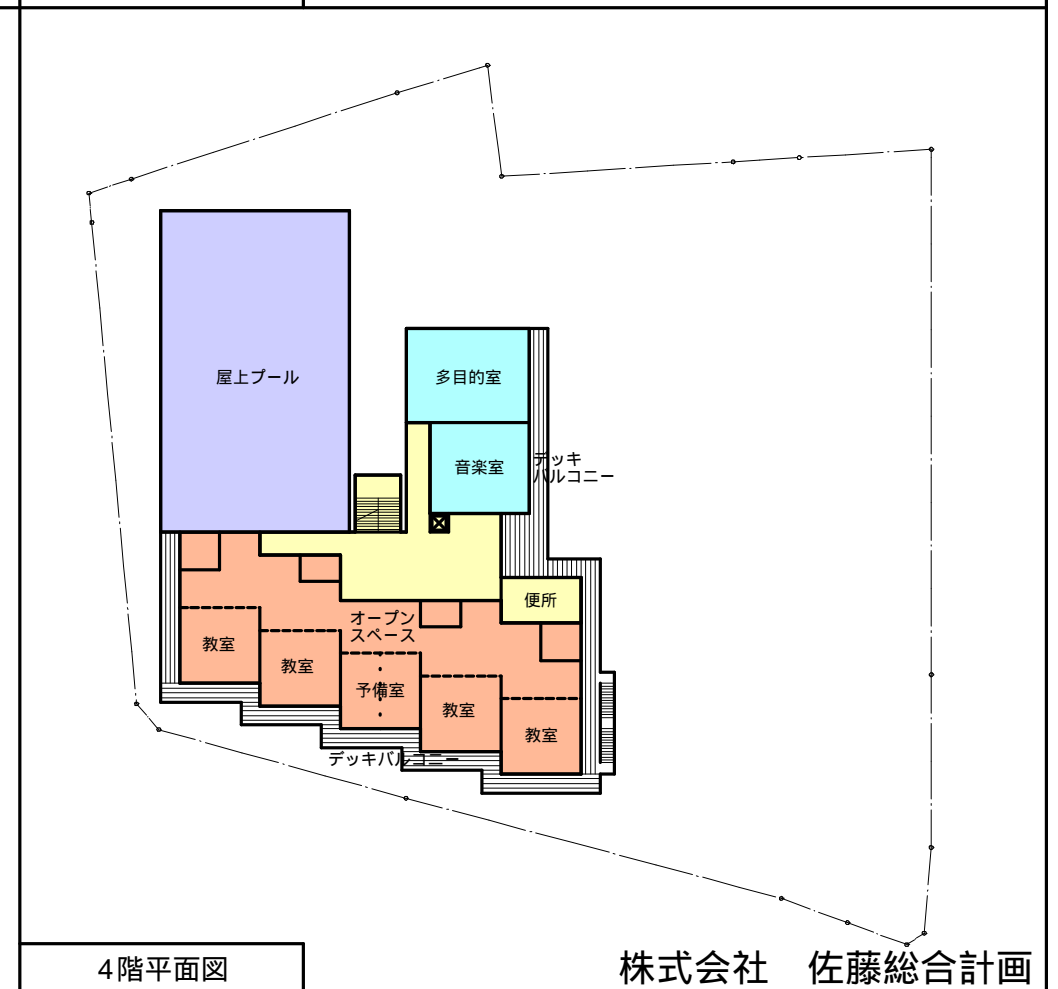 屋上プール
多目的室
音楽室
デッキ
バルコニー
便所
オープン
スペース
教室
教室
予備室
教室
教室
デッキバルコニー
4階平面図
株式会社　佐藤総合計画